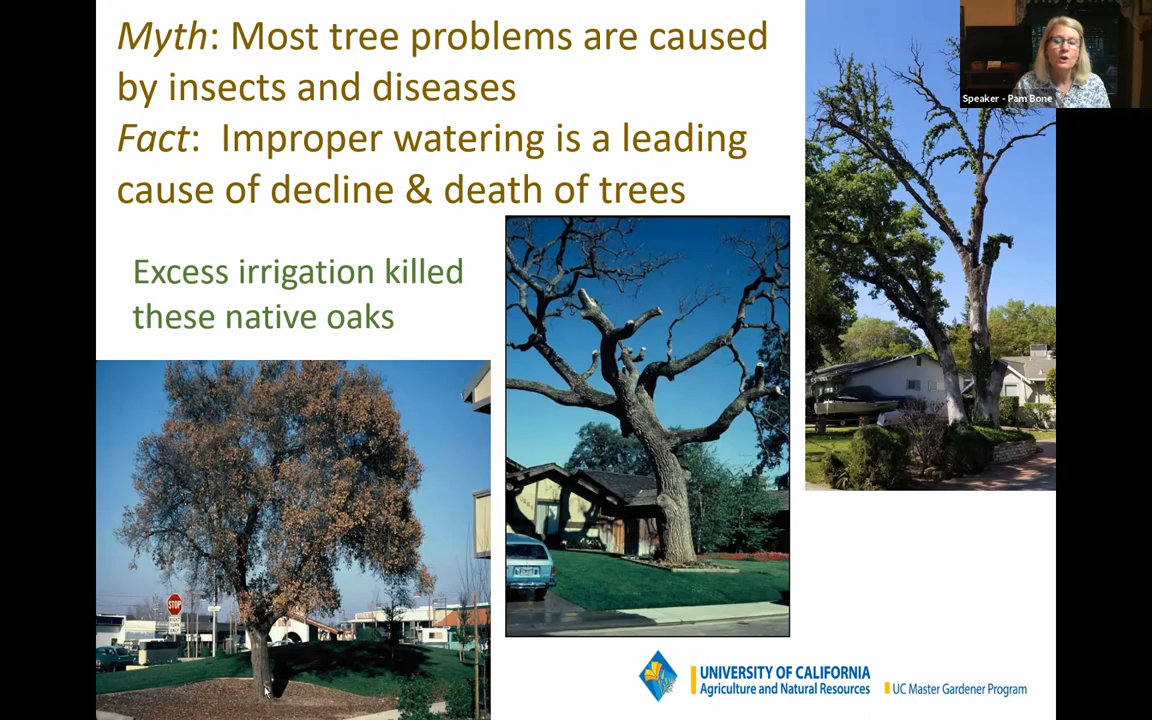 Myth: Most tree problems are caused
by insects and diseases
Fact: Improper watering is a leading
cause of decline & death of trees
Speaker - Pam Bone
Excess irrigation killed
these native oaks
STOP
UNIVERSITY OF CALIFORNIA
Agriculture and Natural Resources
UC Master Gardener Program